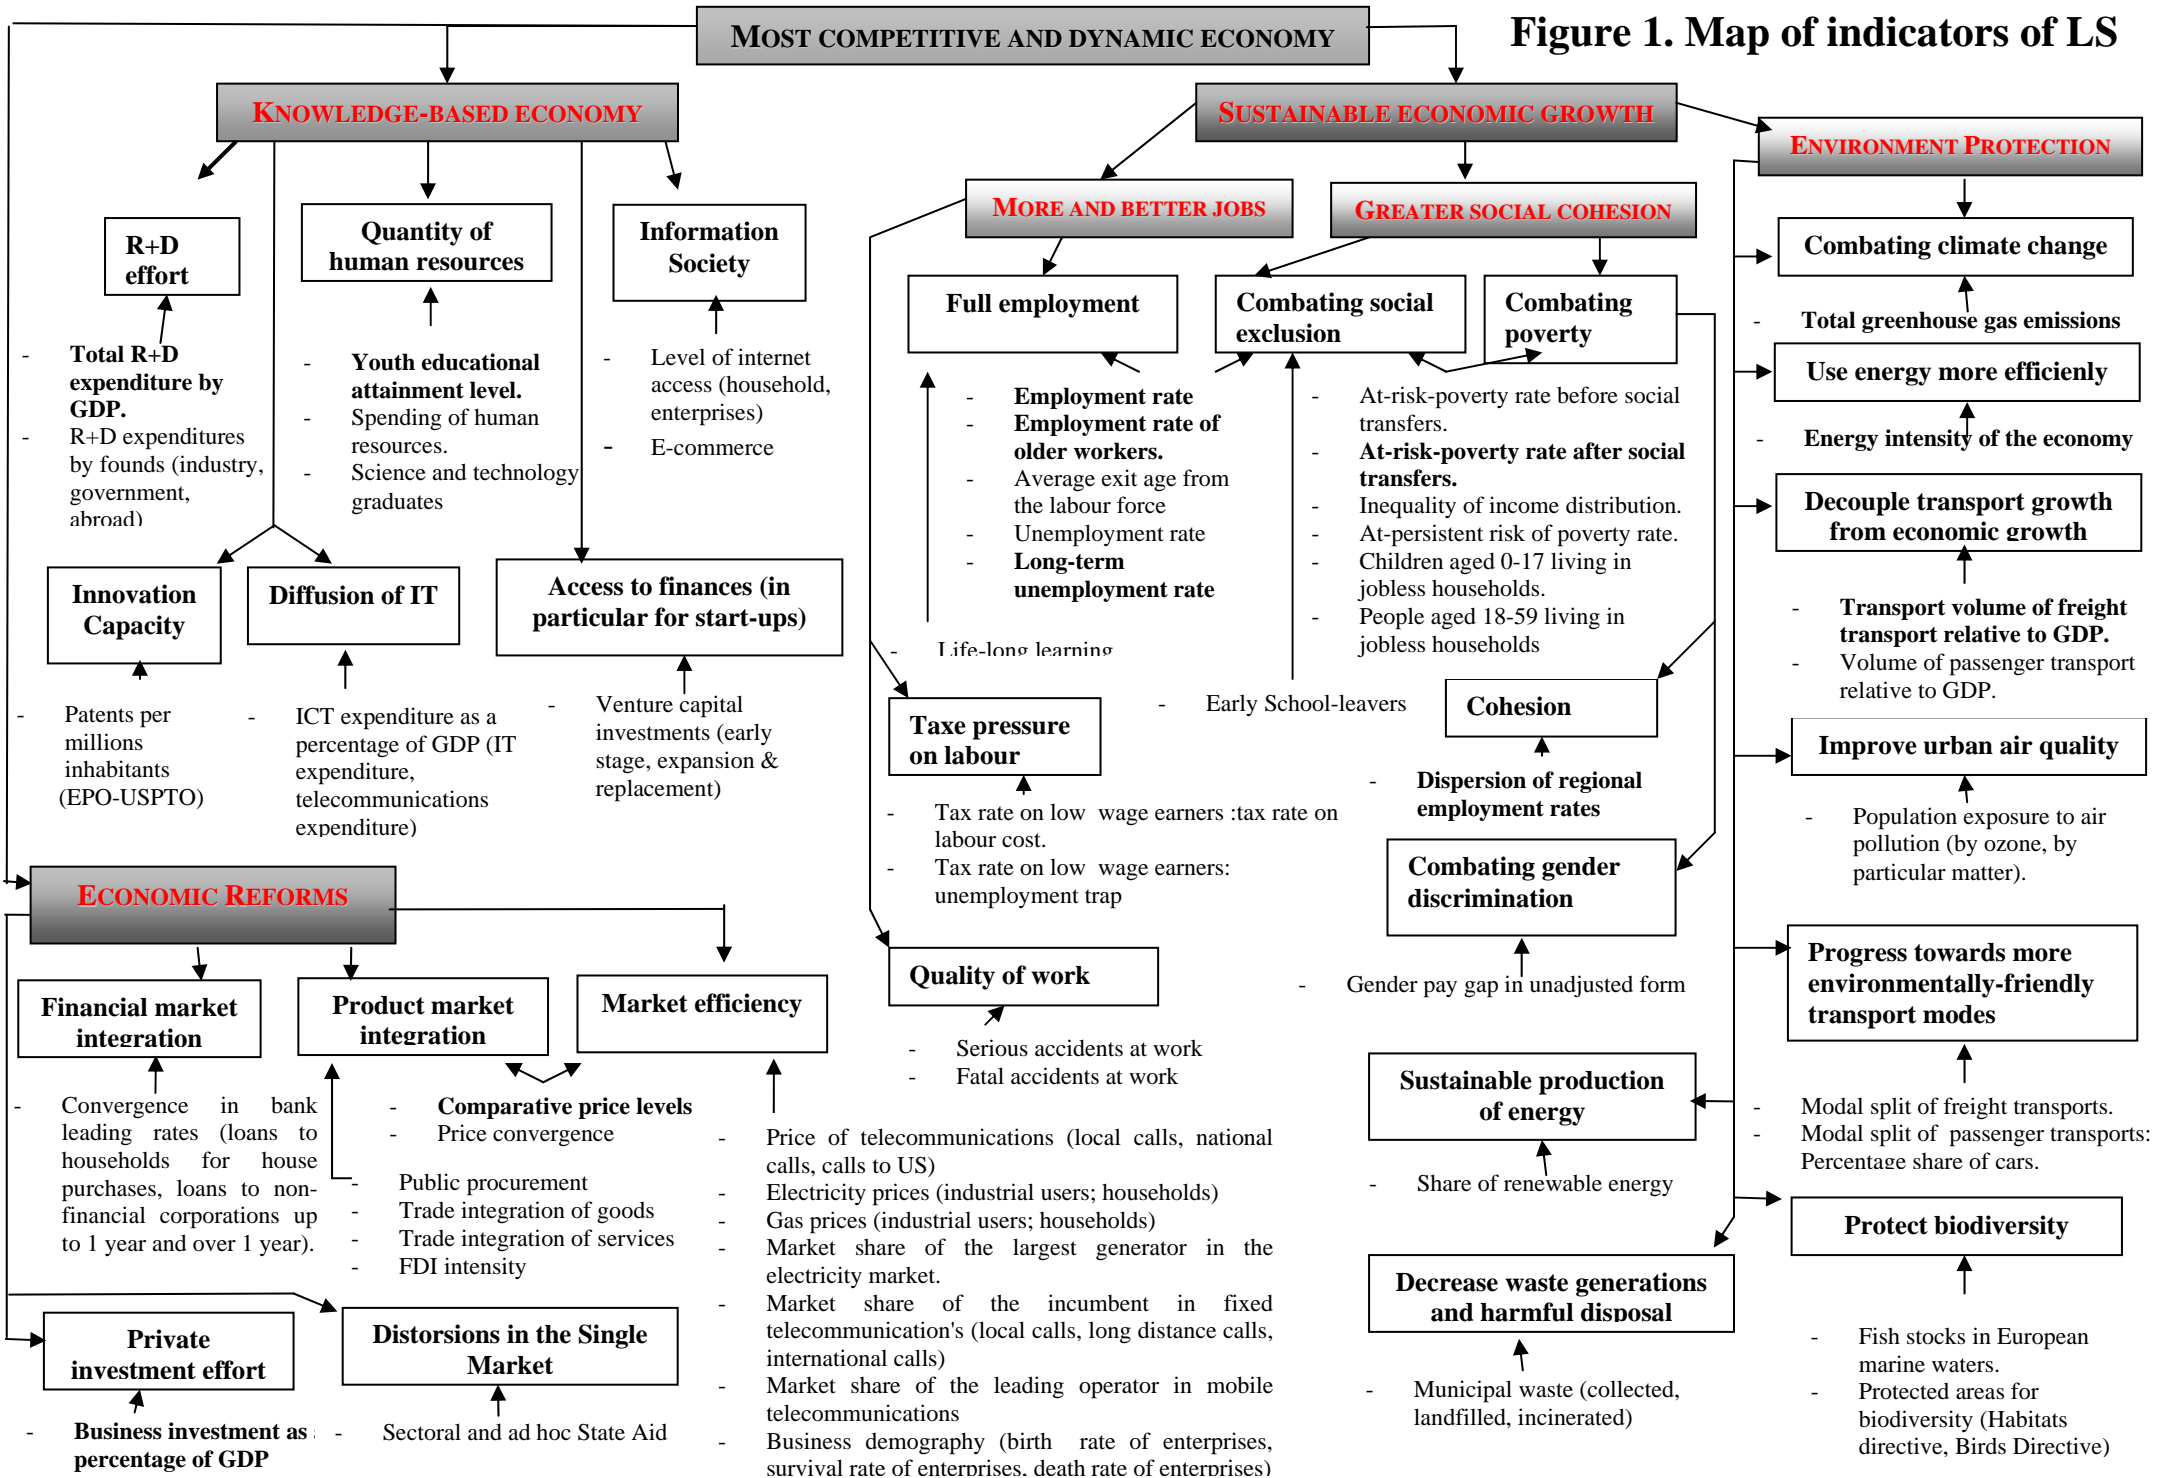 Figure 1. Map of indicators of LS
MOST COMPETITIVE AND DYNAMIC ECONOMY
KNOWLEDGE-BASED ECONOMY
SUSTAINABLE ECONOMIC GROWTH
ENVIRONMENT PROTECTION
MORE AND BETTER JOBS
GREATER SOCIAL COHESION
R+D
effort
Quantity of
human resources
Information
Society
- Total R+D
expenditure by
GDP.
- R+D expenditures
by founds (industry,
government,
abroad)
- Youth educational
attainment level.
- Spending of human
resources.
- Science and technology
graduates
- Level of internet
access (household,
enterprises)
- E-commerce
Innovation
Capacity
Diffusion of IT
Access to finances (in
particular for start-ups)
- Patents per
millions
inhabitants
(EPO-USPTO)
- ICT expenditure as a
percentage of GDP (IT
expenditure,
telecommunications
expenditure)
- Venture capital
investments (early
stage, expansion &
replacement)
Full employment
Combating social
exclusion
Combating
poverty
- Employment rate
- Employment rate of
older workers.
- Average exit age from
the labour force
- Unemployment rate
- Long-term
unemployment rate
- At-risk-poverty rate before social
transfers.
- At-risk-poverty rate after social
transfers.
- Inequality of income distribution.
- At-persistent risk of poverty rate.
- Children aged 0-17 living in
jobless households.
- People aged 18-59 living in
jobless households
- Life-long learning
- Early School-leavers
Taxe pressure
on labour
Cohesion
- Dispersion of regional
employment rates
- Tax rate on low wage earners :tax rate on
labour cost.
- Tax rate on low wage earners:
unemployment trap
Combating gender
discrimination
- Gender pay gap in unadjusted form
Quality of work
- Serious accidents at work
- Fatal accidents at work
Combating climate change
- Total greenhouse gas emissions
Use energy more efficienly
- Energy intensity of the economy
Decouple transport growth
from economic growth
- Transport volume of freight
transport relative to GDP.
- Volume of passenger transport
relative to GDP.
Improve urban air quality
- Population exposure to air
pollution (by ozone, by
particular matter).
Progress towards more
environmentally-friendly
transport modes
- Modal split of freight transports.
- Modal split of passenger transports:
Percentage share of cars.
Sustainable production
of energy
- Share of renewable energy
Protect biodiversity
- Fish stocks in European
marine waters.
- Protected areas for
biodiversity (Habitats
directive, Birds Directive)
Decrease waste generations
and harmful disposal
- Municipal waste (collected,
landfilled, incinerated)
ECONOMIC REFORMS
Financial market
integration
Product market
integration
Market efficiency
- Convergence in bank
leading rates (loans to
households for house
purchases, loans to non-
financial corporations up
to 1 year and over 1 year).
- Comparative price levels
- Price convergence
- Public procurement
- Trade integration of goods
- Trade integration of services
- FDI intensity
- Price of telecommunications (local calls, national
calls, calls to US)
- Electricity prices (industrial users; households)
- Gas prices (industrial users; households)
- Market share of the largest generator in the
electricity market.
- Market share of the incumbent in fixed
telecommunication's (local calls, long distance calls,
international calls)
- Market share of the leading operator in mobile
telecommunications
- Business demography (birth rate of enterprises,
survival rate of enterprises, death rate of enterprises)
Private
investment effort
Distorsions in the Single
Market
- Business investment as
percentage of GDP
- Sectoral and ad hoc State Aid